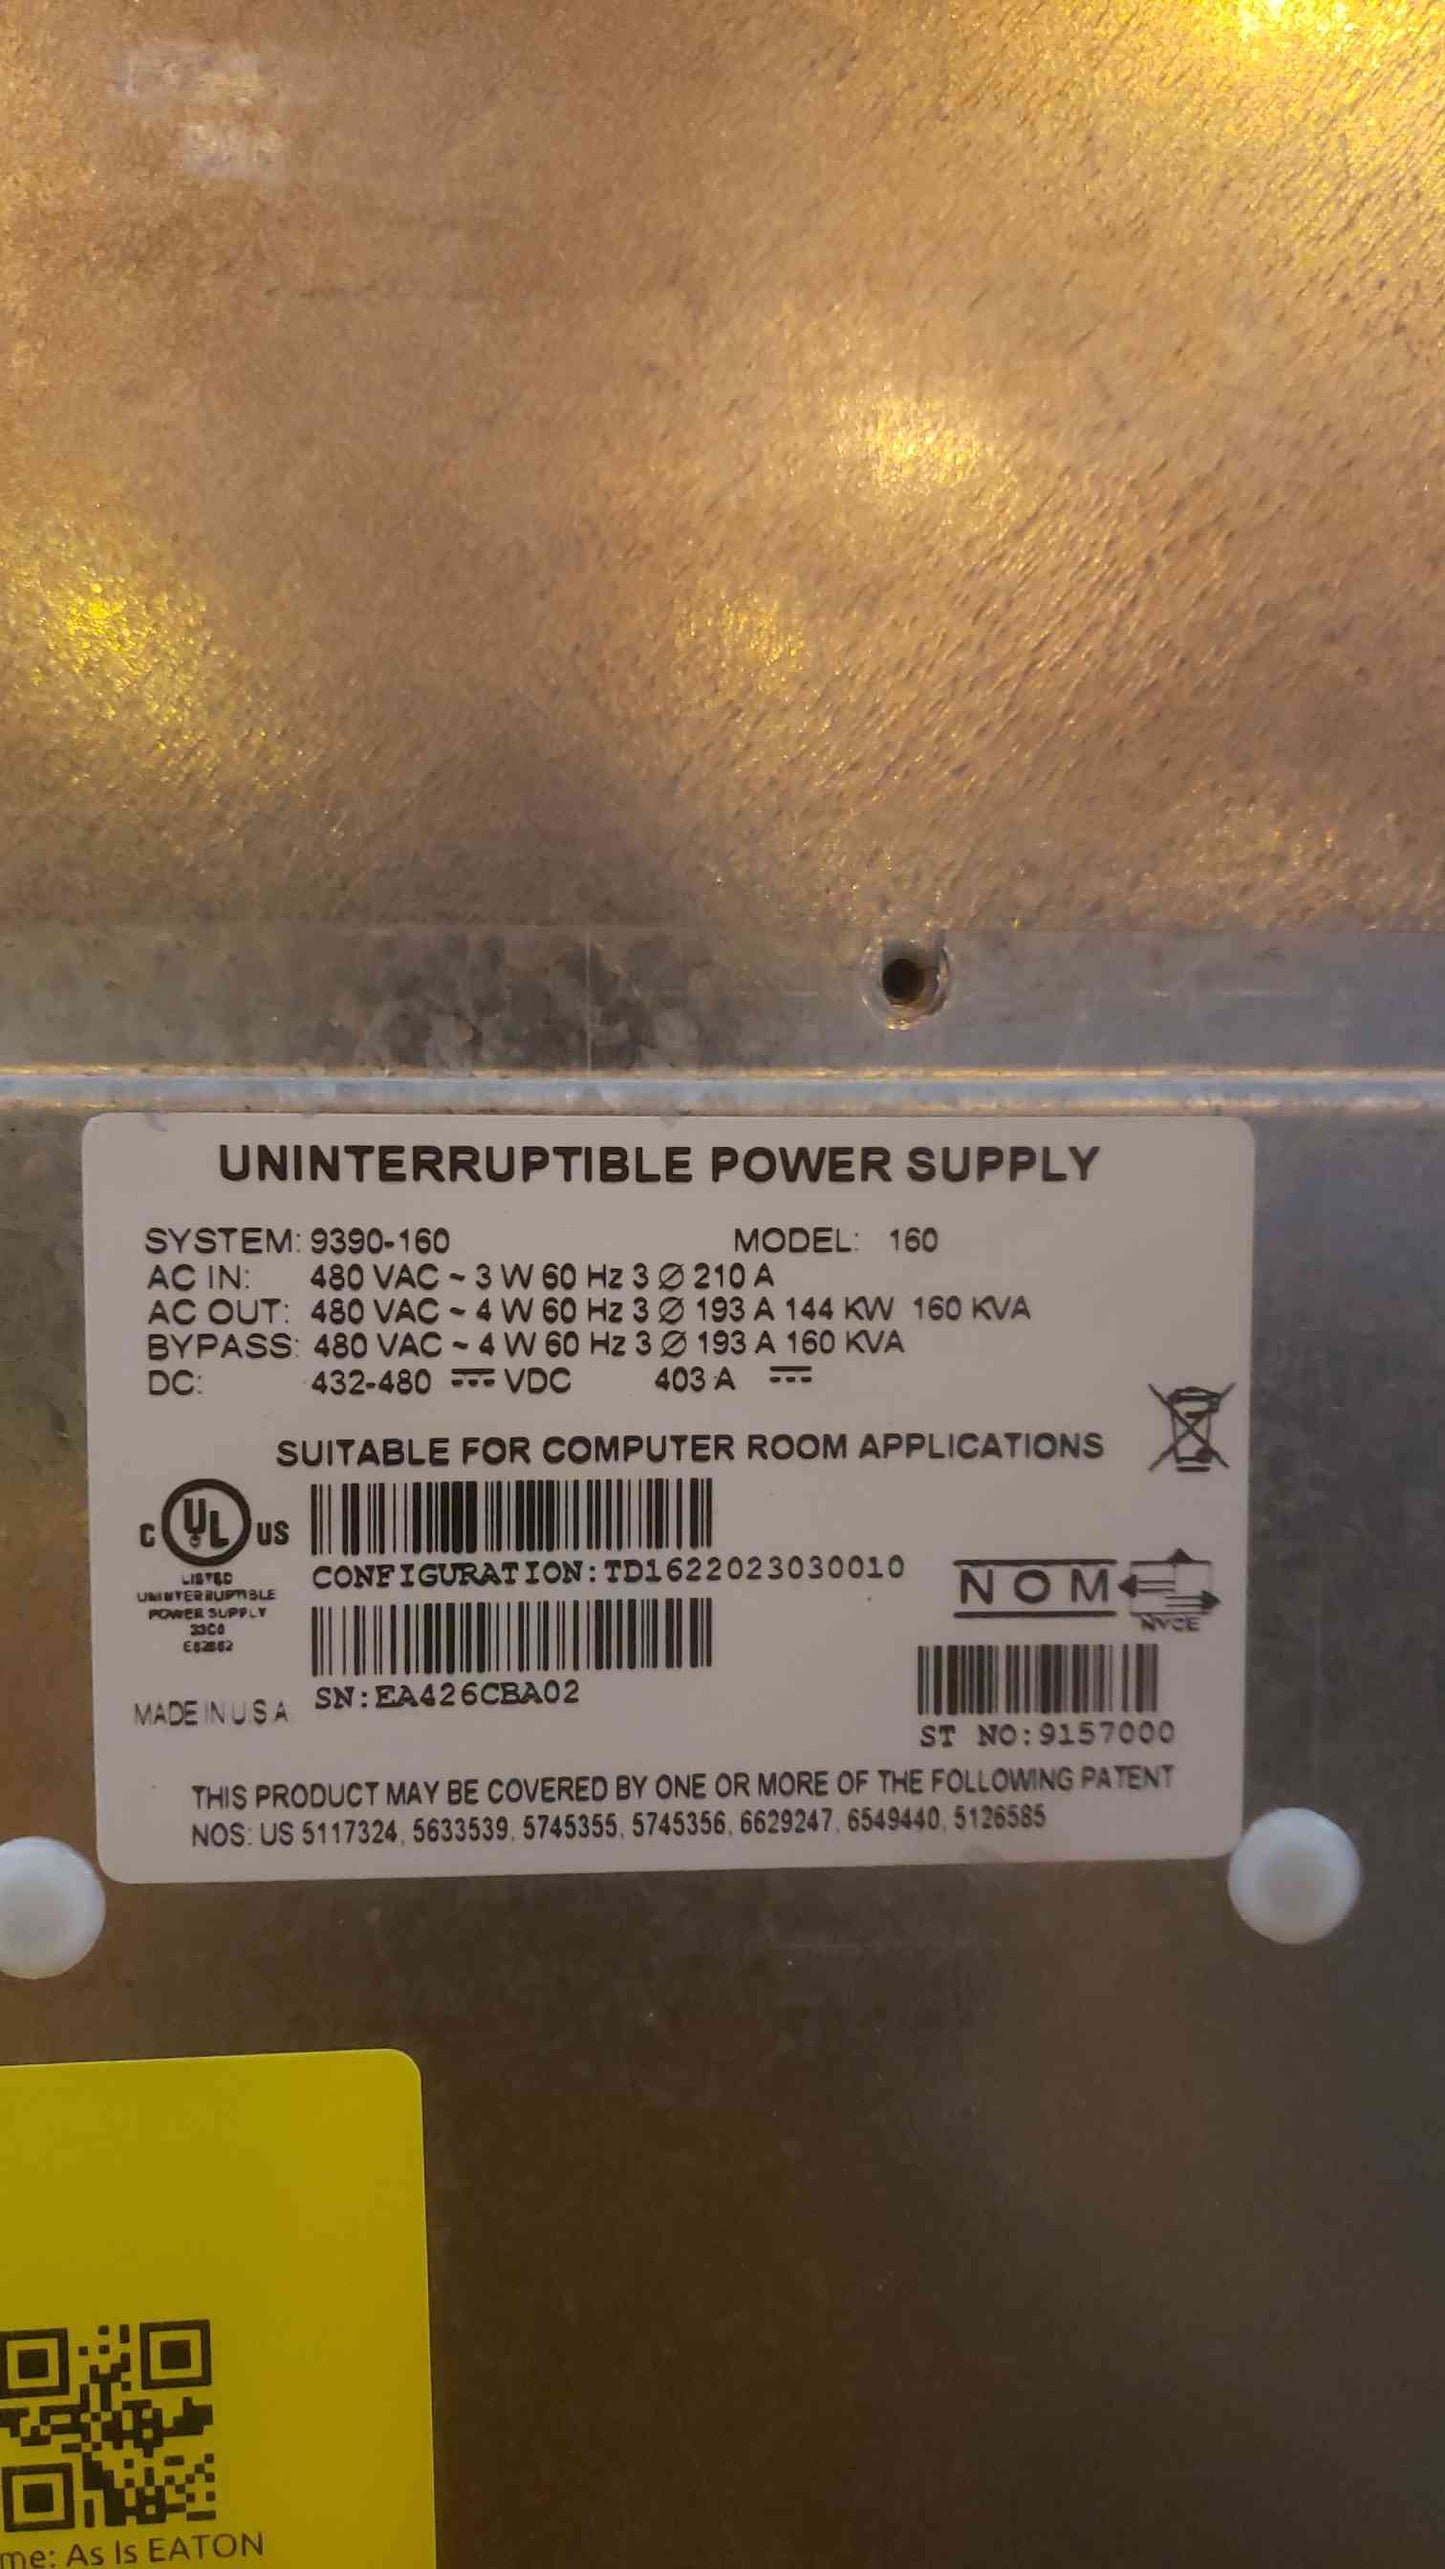 UNINTERRUPTIBLE POWER SUPPLY
SYSTEM: 9390-160 MODEL: 160
AC IN: 480 VAC ~ 3 W 60 Hz 3 Ø 210 A
AC OUT: 480 VAC ~ 4 W 60 Hz 3 Ø 193 A 144 KW 160 KVA
BYPASS: 480 VAC ~ 4 W 60 Hz 3 Ø 193 A 160 KVA
DC: 432-480 ⎓ VDC 403 A ⎓
SUITABLE FOR COMPUTER ROOM APPLICATIONS
C UL US
LISTED
UNINTERRUPTIBLE
POWER SUPPLY
33C0
CONFIGURATION:TD1622023030010
NOM
NYCE
SN:EA426CBA02
MADE IN U S A
ST NO:9157000
THIS PRODUCT MAY BE COVERED BY ONE OR MORE OF THE FOLLOWING PATENT
NOS: US 5117324, 5633539, 5745355, 5745356, 6629247, 6549440, 5126585
me: As Is EATON